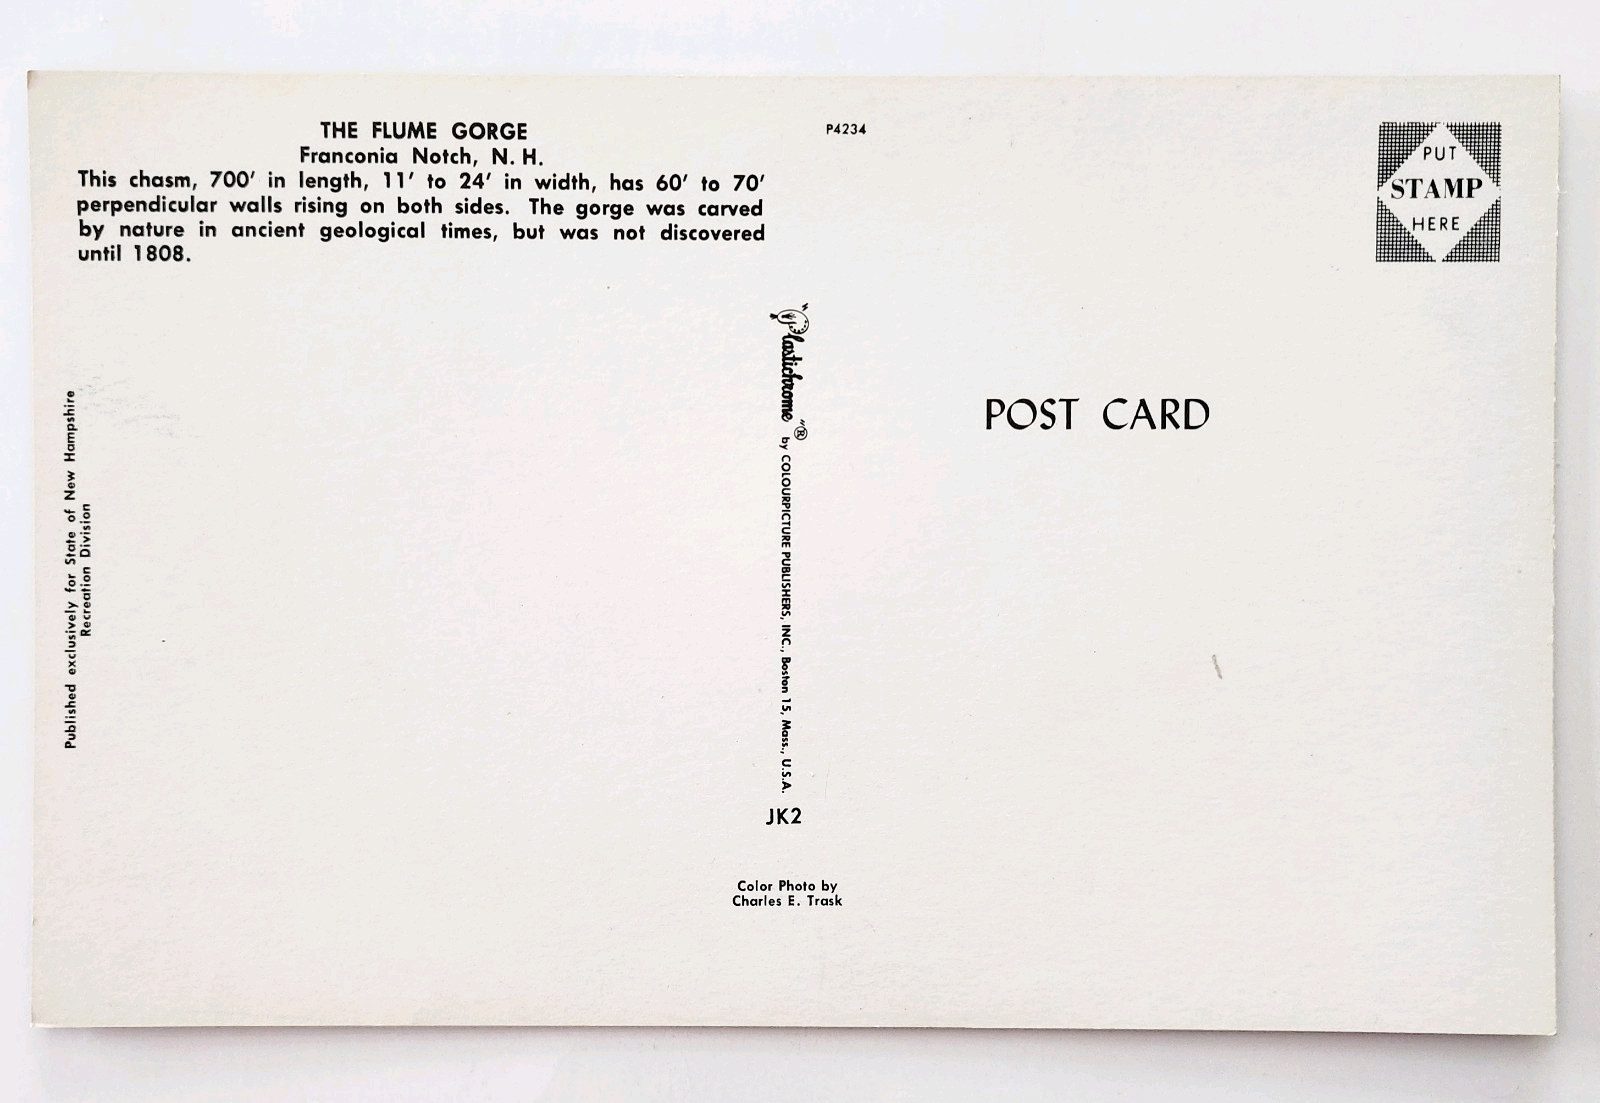 THE FLUME GORGE
Franconia Notch, N. H.
This chasm, 700' in length, 11' to 24' in width, has 60' to 70'
perpendicular walls rising on both sides. The gorge was carved
by nature in ancient geological times, but was not discovered
until 1808.
P4234
PUT
STAMP
HERE
Published exclusively for State of New Hampshire
Recreation Division
"Plastichrome"® by COLOURPICTURE PUBLISHERS, INC., Boston 15, Mass., U.S.A.
POST CARD
JK2
Color Photo by
Charles E. Trask